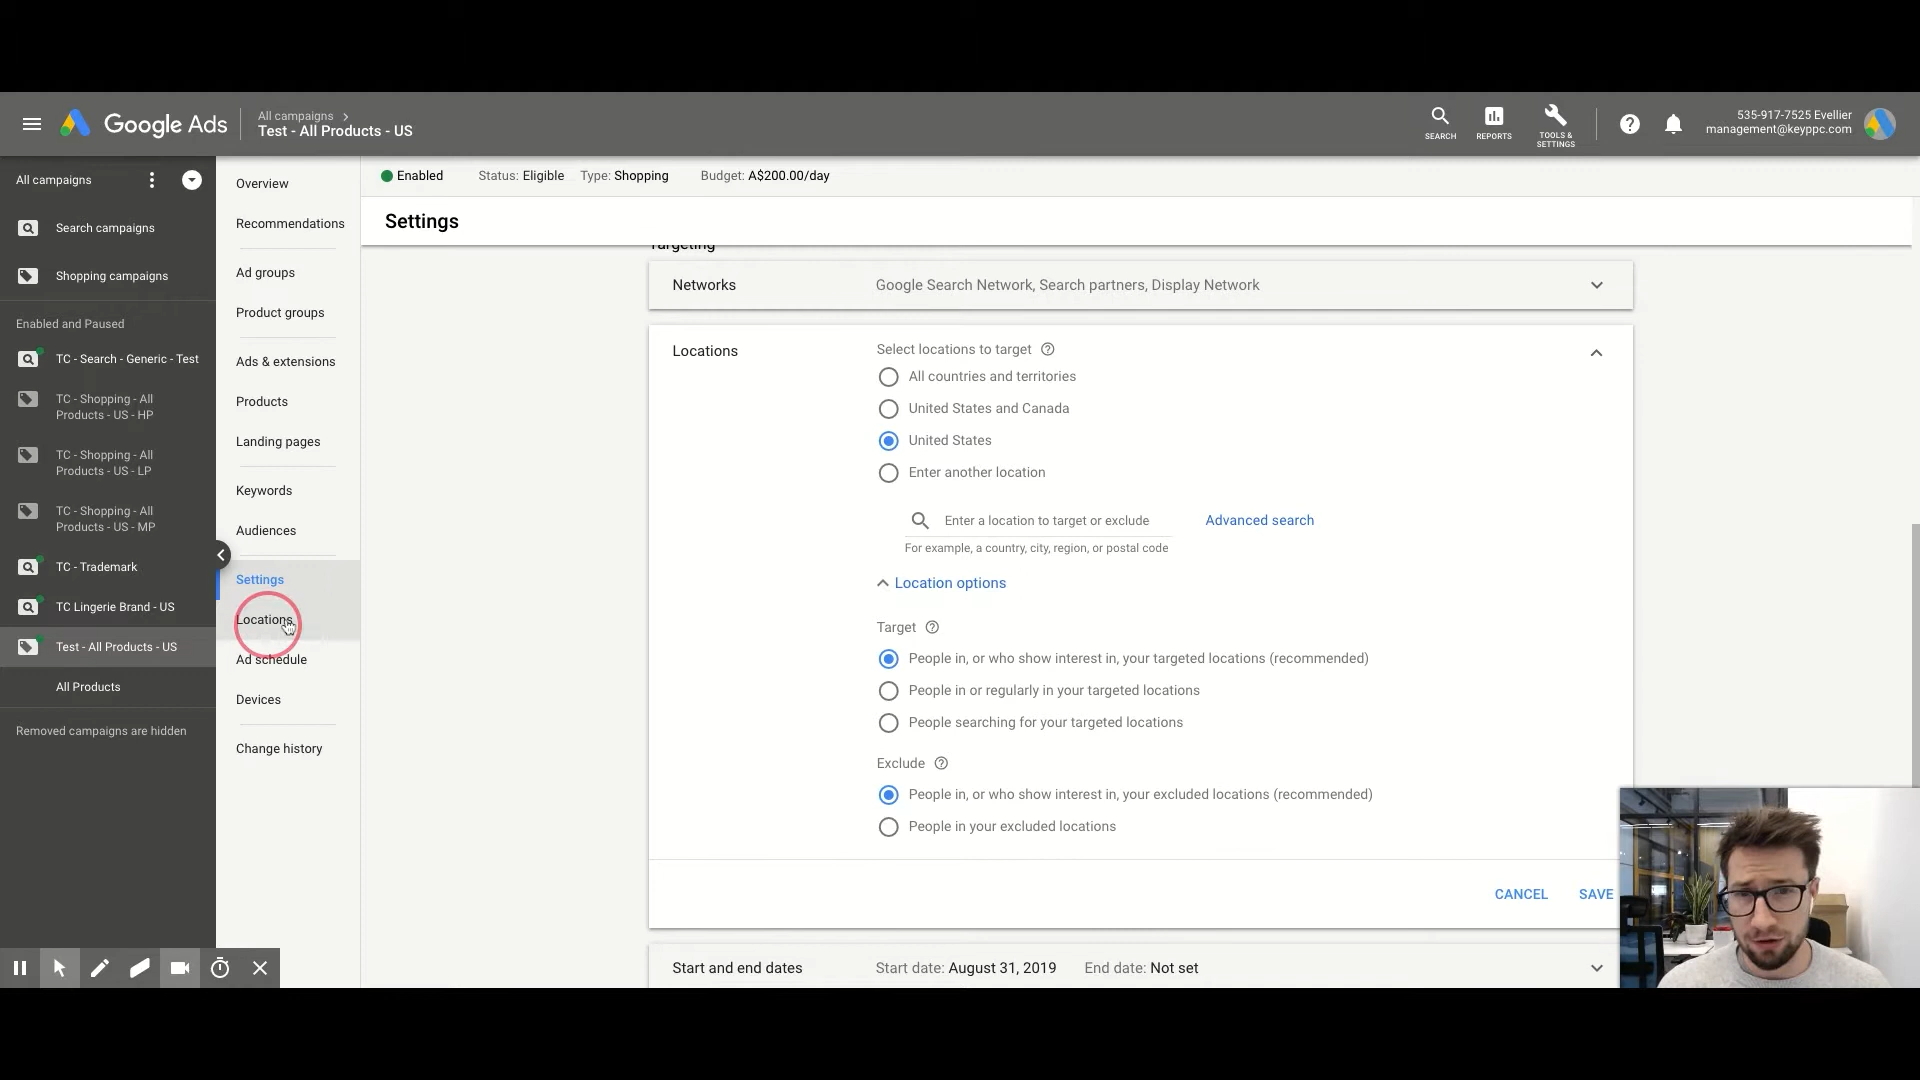 Google Ads
All campaigns
Test - All Products - US
SEARCH
REPORTS
TOOLS &
SETTINGS
535-917-7525 Evellier
management@keyppc.com
All campaigns
Search campaigns
Shopping campaigns
Enabled and Paused
TC - Search - Generic - Test
TC - Shopping - All
Products - US - HP
TC - Shopping - All
Products - US - LP
TC - Shopping - All
Products - US - MP
TC - Trademark
TC Lingerie Brand - US
Test - All Products - US
All Products
Removed campaigns are hidden
Overview
Recommendations
Ad groups
Product groups
Ads & extensions
Products
Landing pages
Keywords
Audiences
Settings
Locations
Ad schedule
Devices
Change history
Enabled Status: Eligible Type: Shopping Budget: A$200.00/day
Settings
Targeting
Networks Google Search Network, Search partners, Display Network
Locations Select locations to target
All countries and territories
United States and Canada
United States
Enter another location
Enter a location to target or exclude Advanced search
For example, a country, city, region, or postal code
Location options
Target
People in, or who show interest in, your targeted locations (recommended)
People in or regularly in your targeted locations
People searching for your targeted locations
Exclude
People in, or who show interest in, your excluded locations (recommended)
People in your excluded locations
CANCEL SAVE
Start and end dates Start date: August 31, 2019 End date: Not set